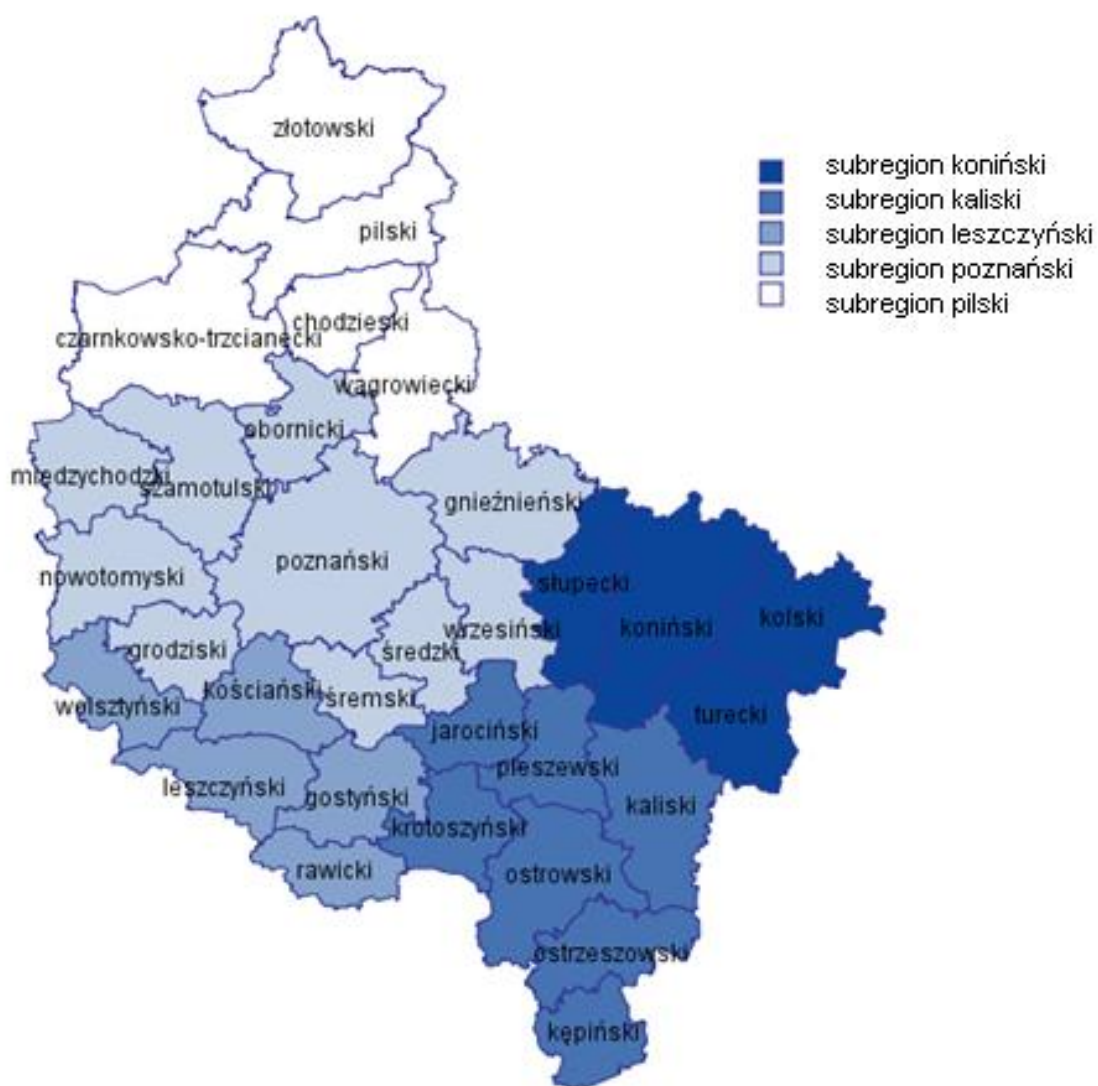 złotowski
pilski
chodzieski
czarnkowsko-trzcianecki
wągrowiecki
obornicki
międzychodzki
szamotulski
gnieźnieński
poznański
nowotomyski
słupecki
kolski
koniński
wrzesiński
średzki
grodziski
kościański
śremski
wolsztyński
turecki
jarociński
pleszewski
leszczyński
gostyński
kaliski
krotoszyński
rawicki
ostrowski
ostrzeszowski
kępiński
subregion koniński
subregion kaliski
subregion leszczyński
subregion poznański
subregion pilski